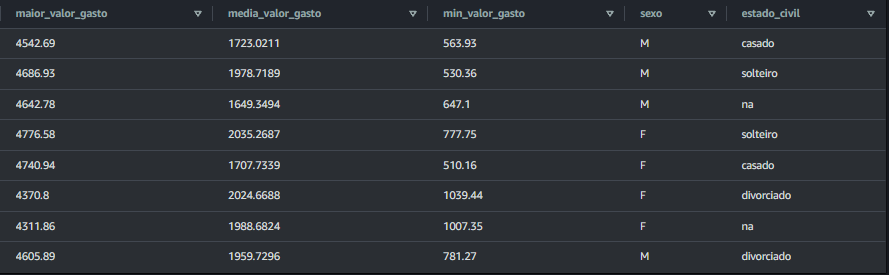 maior_valor_gasto media_valor_gasto min_valor_gasto sexo estado_civil
4542.69 1723.0211 563.93 M casado
4686.93 1978.7189 530.36 M solteiro
4642.78 1649.3494 647.1 M na
4776.58 2035.2687 777.75 F solteiro
4740.94 1707.7339 510.16 F casado
4370.8 2024.6688 1039.44 F divorciado
4311.86 1988.6824 1007.35 F na
4605.89 1959.7296 781.27 M divorciado